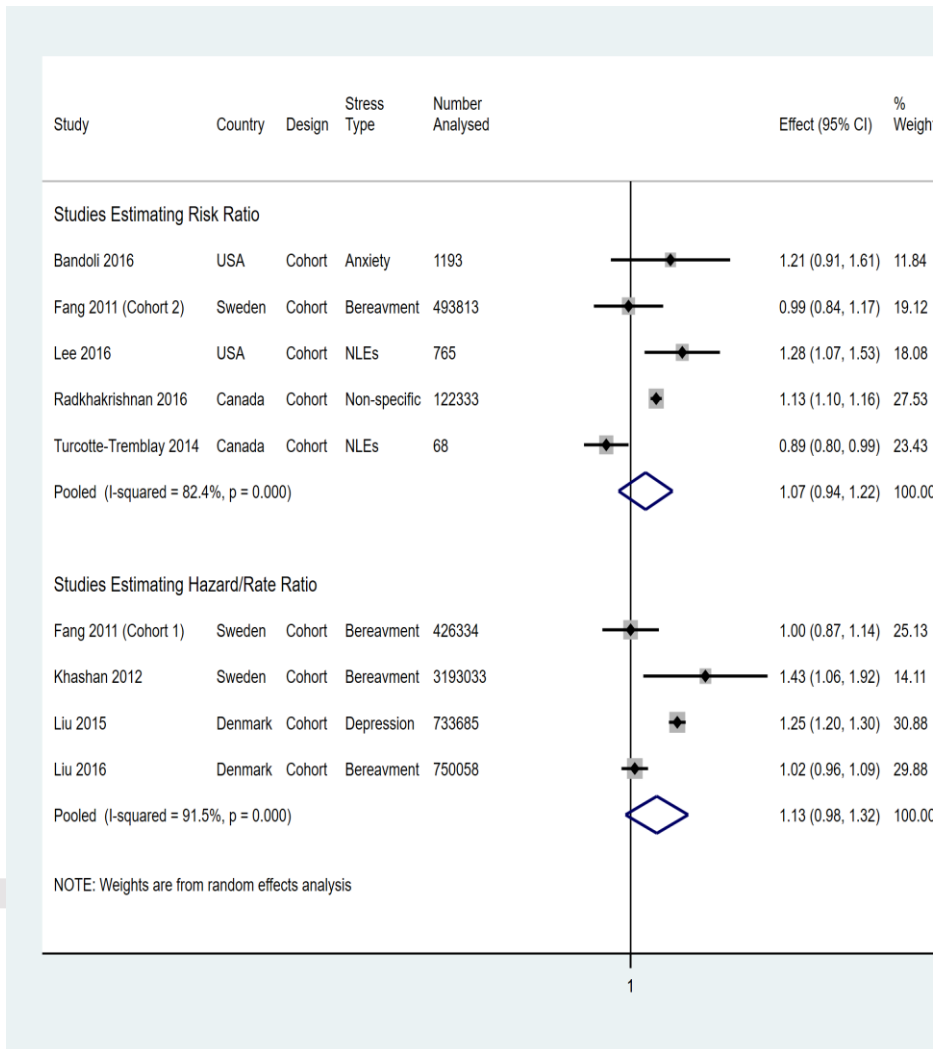 Study Country Design Stress Type Number Analysed Effect (95% CI) % Weight
Studies Estimating Risk Ratio
Bandoli 2016 USA Cohort Anxiety 1193 1.21 (0.91, 1.61) 11.84
Fang 2011 (Cohort 2) Sweden Cohort Bereavment 493813 0.99 (0.84, 1.17) 19.12
Lee 2016 USA Cohort NLEs 765 1.28 (1.07, 1.53) 18.08
Radkhakrishnan 2016 Canada Cohort Non-specific 122333 1.13 (1.10, 1.16) 27.53
Turcotte-Tremblay 2014 Canada Cohort NLEs 68 0.89 (0.80, 0.99) 23.43
Pooled (I-squared = 82.4%, p = 0.000) 1.07 (0.94, 1.22) 100.00
Studies Estimating Hazard/Rate Ratio
Fang 2011 (Cohort 1) Sweden Cohort Bereavment 426334 1.00 (0.87, 1.14) 25.13
Khashan 2012 Sweden Cohort Bereavment 3193033 1.43 (1.06, 1.92) 14.11
Liu 2015 Denmark Cohort Depression 733685 1.25 (1.20, 1.30) 30.88
Liu 2016 Denmark Cohort Bereavment 750058 1.02 (0.96, 1.09) 29.88
Pooled (I-squared = 91.5%, p = 0.000) 1.13 (0.98, 1.32) 100.00
NOTE: Weights are from random effects analysis
1